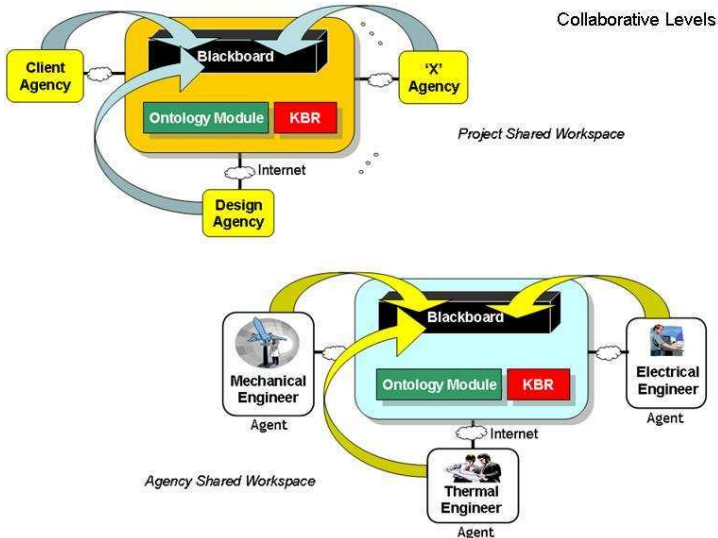 Collaborative Levels
Client
Agency
Blackboard
'X'
Agency
Ontology Module
KBR
Project Shared Workspace
Internet
Design
Agency
Blackboard
Mechanical
Engineer
Agent
Ontology Module
KBR
Electrical
Engineer
Agent
Internet
Agency Shared Workspace
Thermal
Engineer
Agent